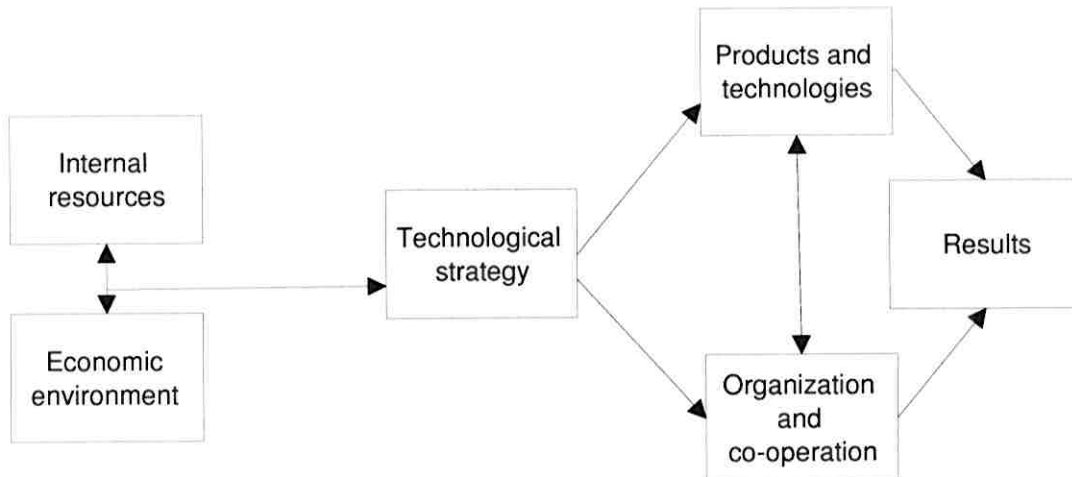 Internal
resources
Economic
environment
Technological
strategy
Products and
technologies
Organization
and
co-operation
Results